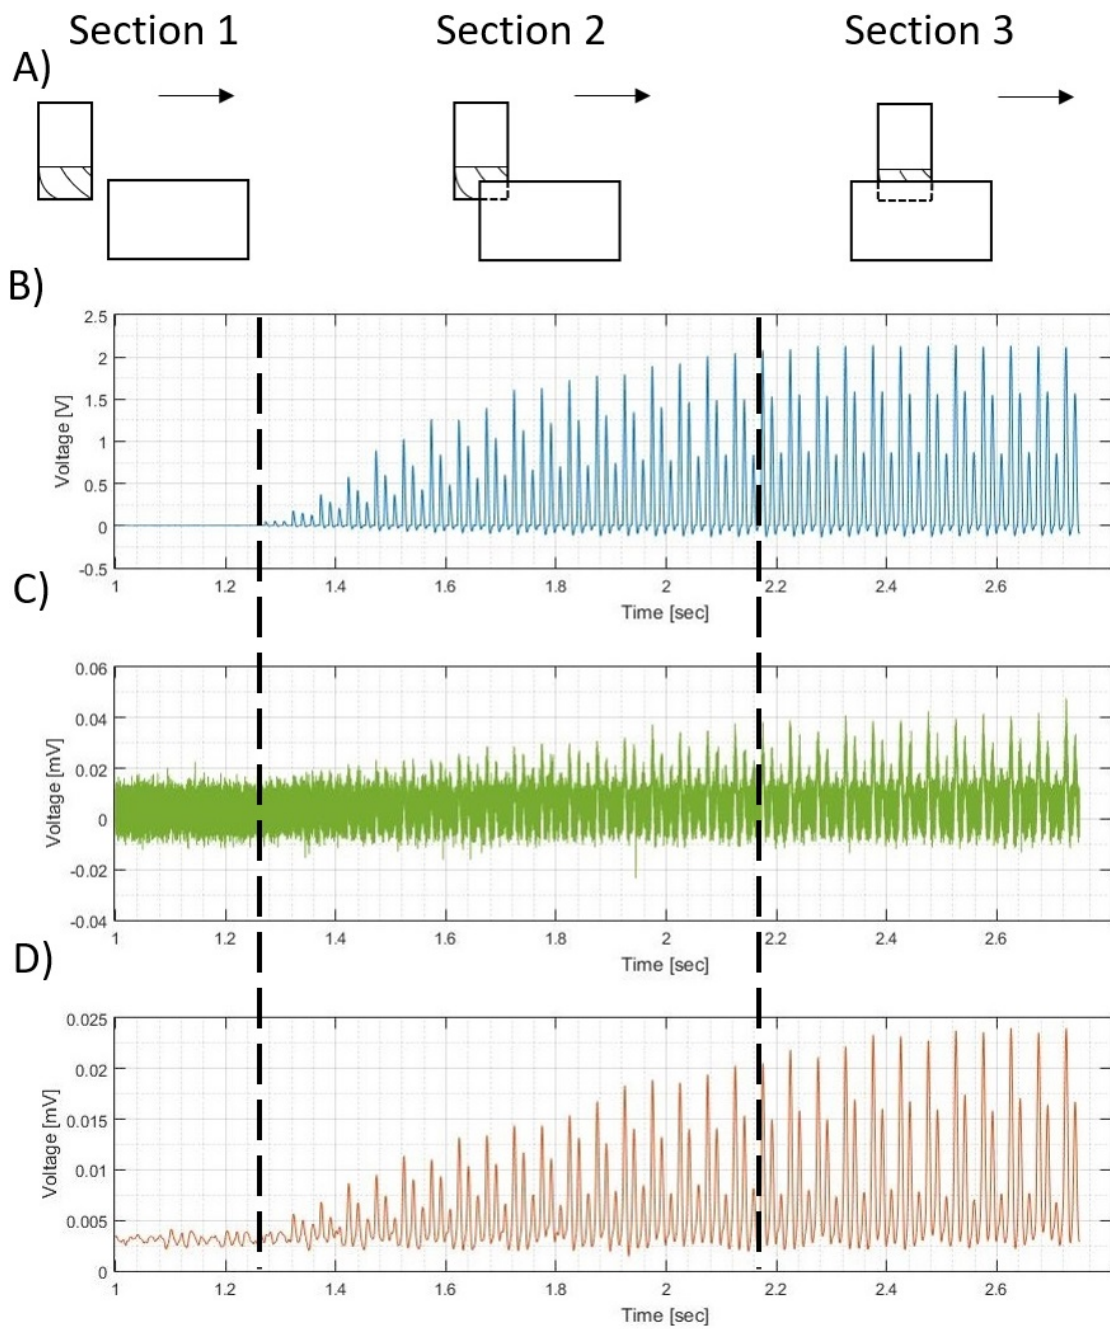 Section 1 Section 2 Section 3
A)
B)
2.5
2
1.5
1
0.5
0
-0.5
Voltage [V]
1 1.2 1.4 1.6 1.8 2 2.2 2.4 2.6
Time [sec]
C)
0.06
0.04
0.02
0
-0.02
-0.04
Voltage [mV]
1 1.2 1.4 1.6 1.8 2 2.2 2.4 2.6
Time [sec]
D)
0.025
0.02
0.015
0.01
0.005
0
Voltage [mV]
1 1.2 1.4 1.6 1.8 2 2.2 2.4 2.6
Time [sec]